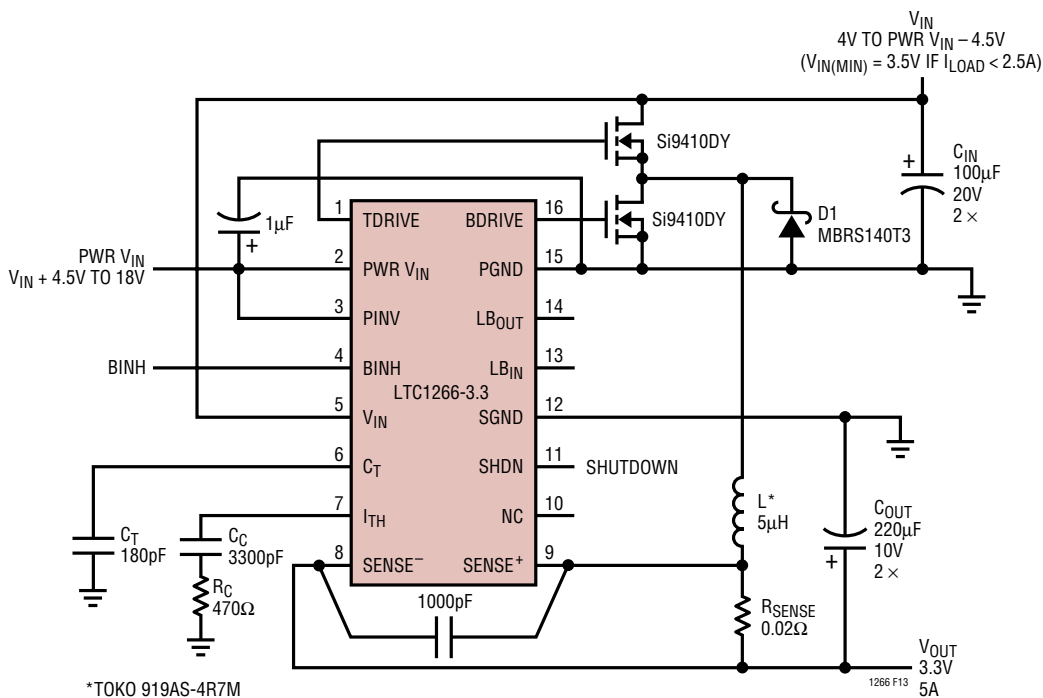 V_IN
4V TO PWR V_IN – 4.5V
(V_IN(MIN) = 3.5V IF I_LOAD < 2.5A)
Si9410DY
+
C_IN
100µF
20V
2 ×
1µF
+
1
TDRIVE
BDRIVE
16
Si9410DY
D1
MBRS140T3
PWR V_IN
V_IN + 4.5V TO 18V
2
PWR V_IN
PGND
15
3
PINV
LB_OUT
14
BINH
4
BINH
LB_IN
13
LTC1266-3.3
5
V_IN
SGND
12
6
C_T
SHDN
11
SHUTDOWN
7
I_TH
NC
10
L*
5µH
C_OUT
220µF
10V
2 ×
+
C_T
180pF
C_C
3300pF
8
SENSE⁻
SENSE⁺
9
R_C
470Ω
1000pF
R_SENSE
0.02Ω
V_OUT
3.3V
5A
1266 F13
*TOKO 919AS-4R7M